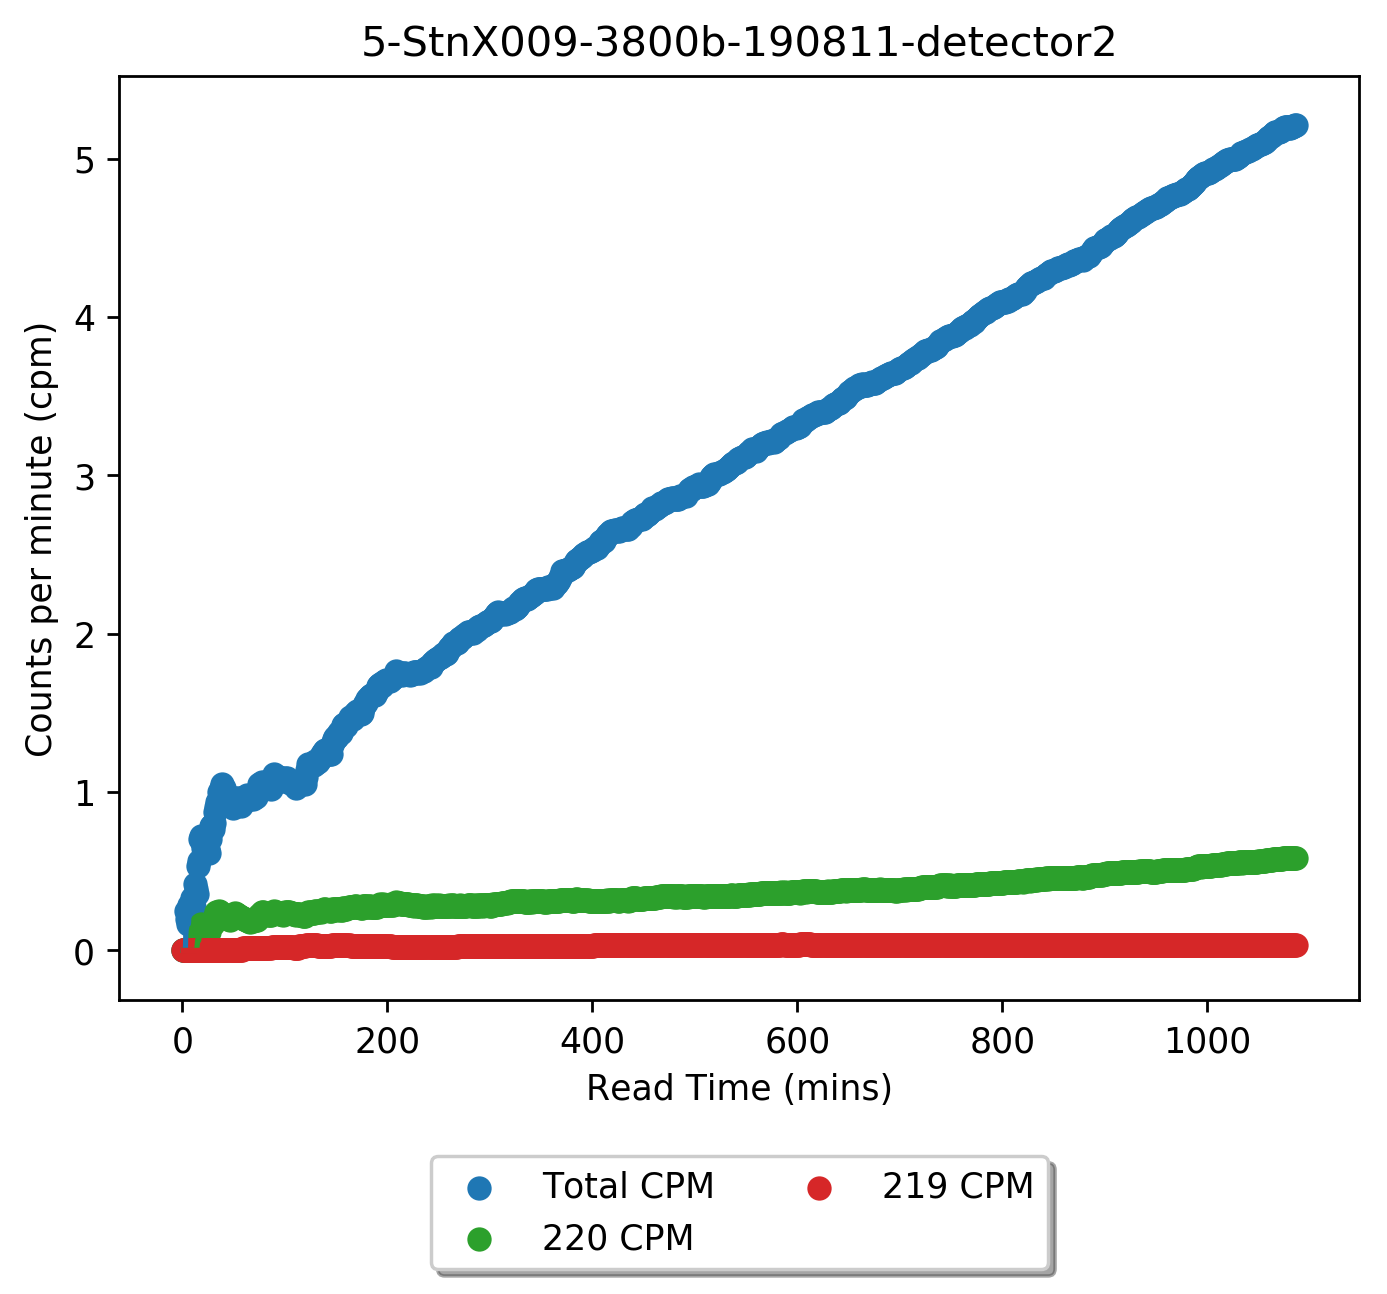 5-StnX009-3800b-190811-detector2
Counts per minute (cpm)
5
4
3
2
1
0
0 200 400 600 800 1000
Read Time (mins)
Total CPM 219 CPM
220 CPM